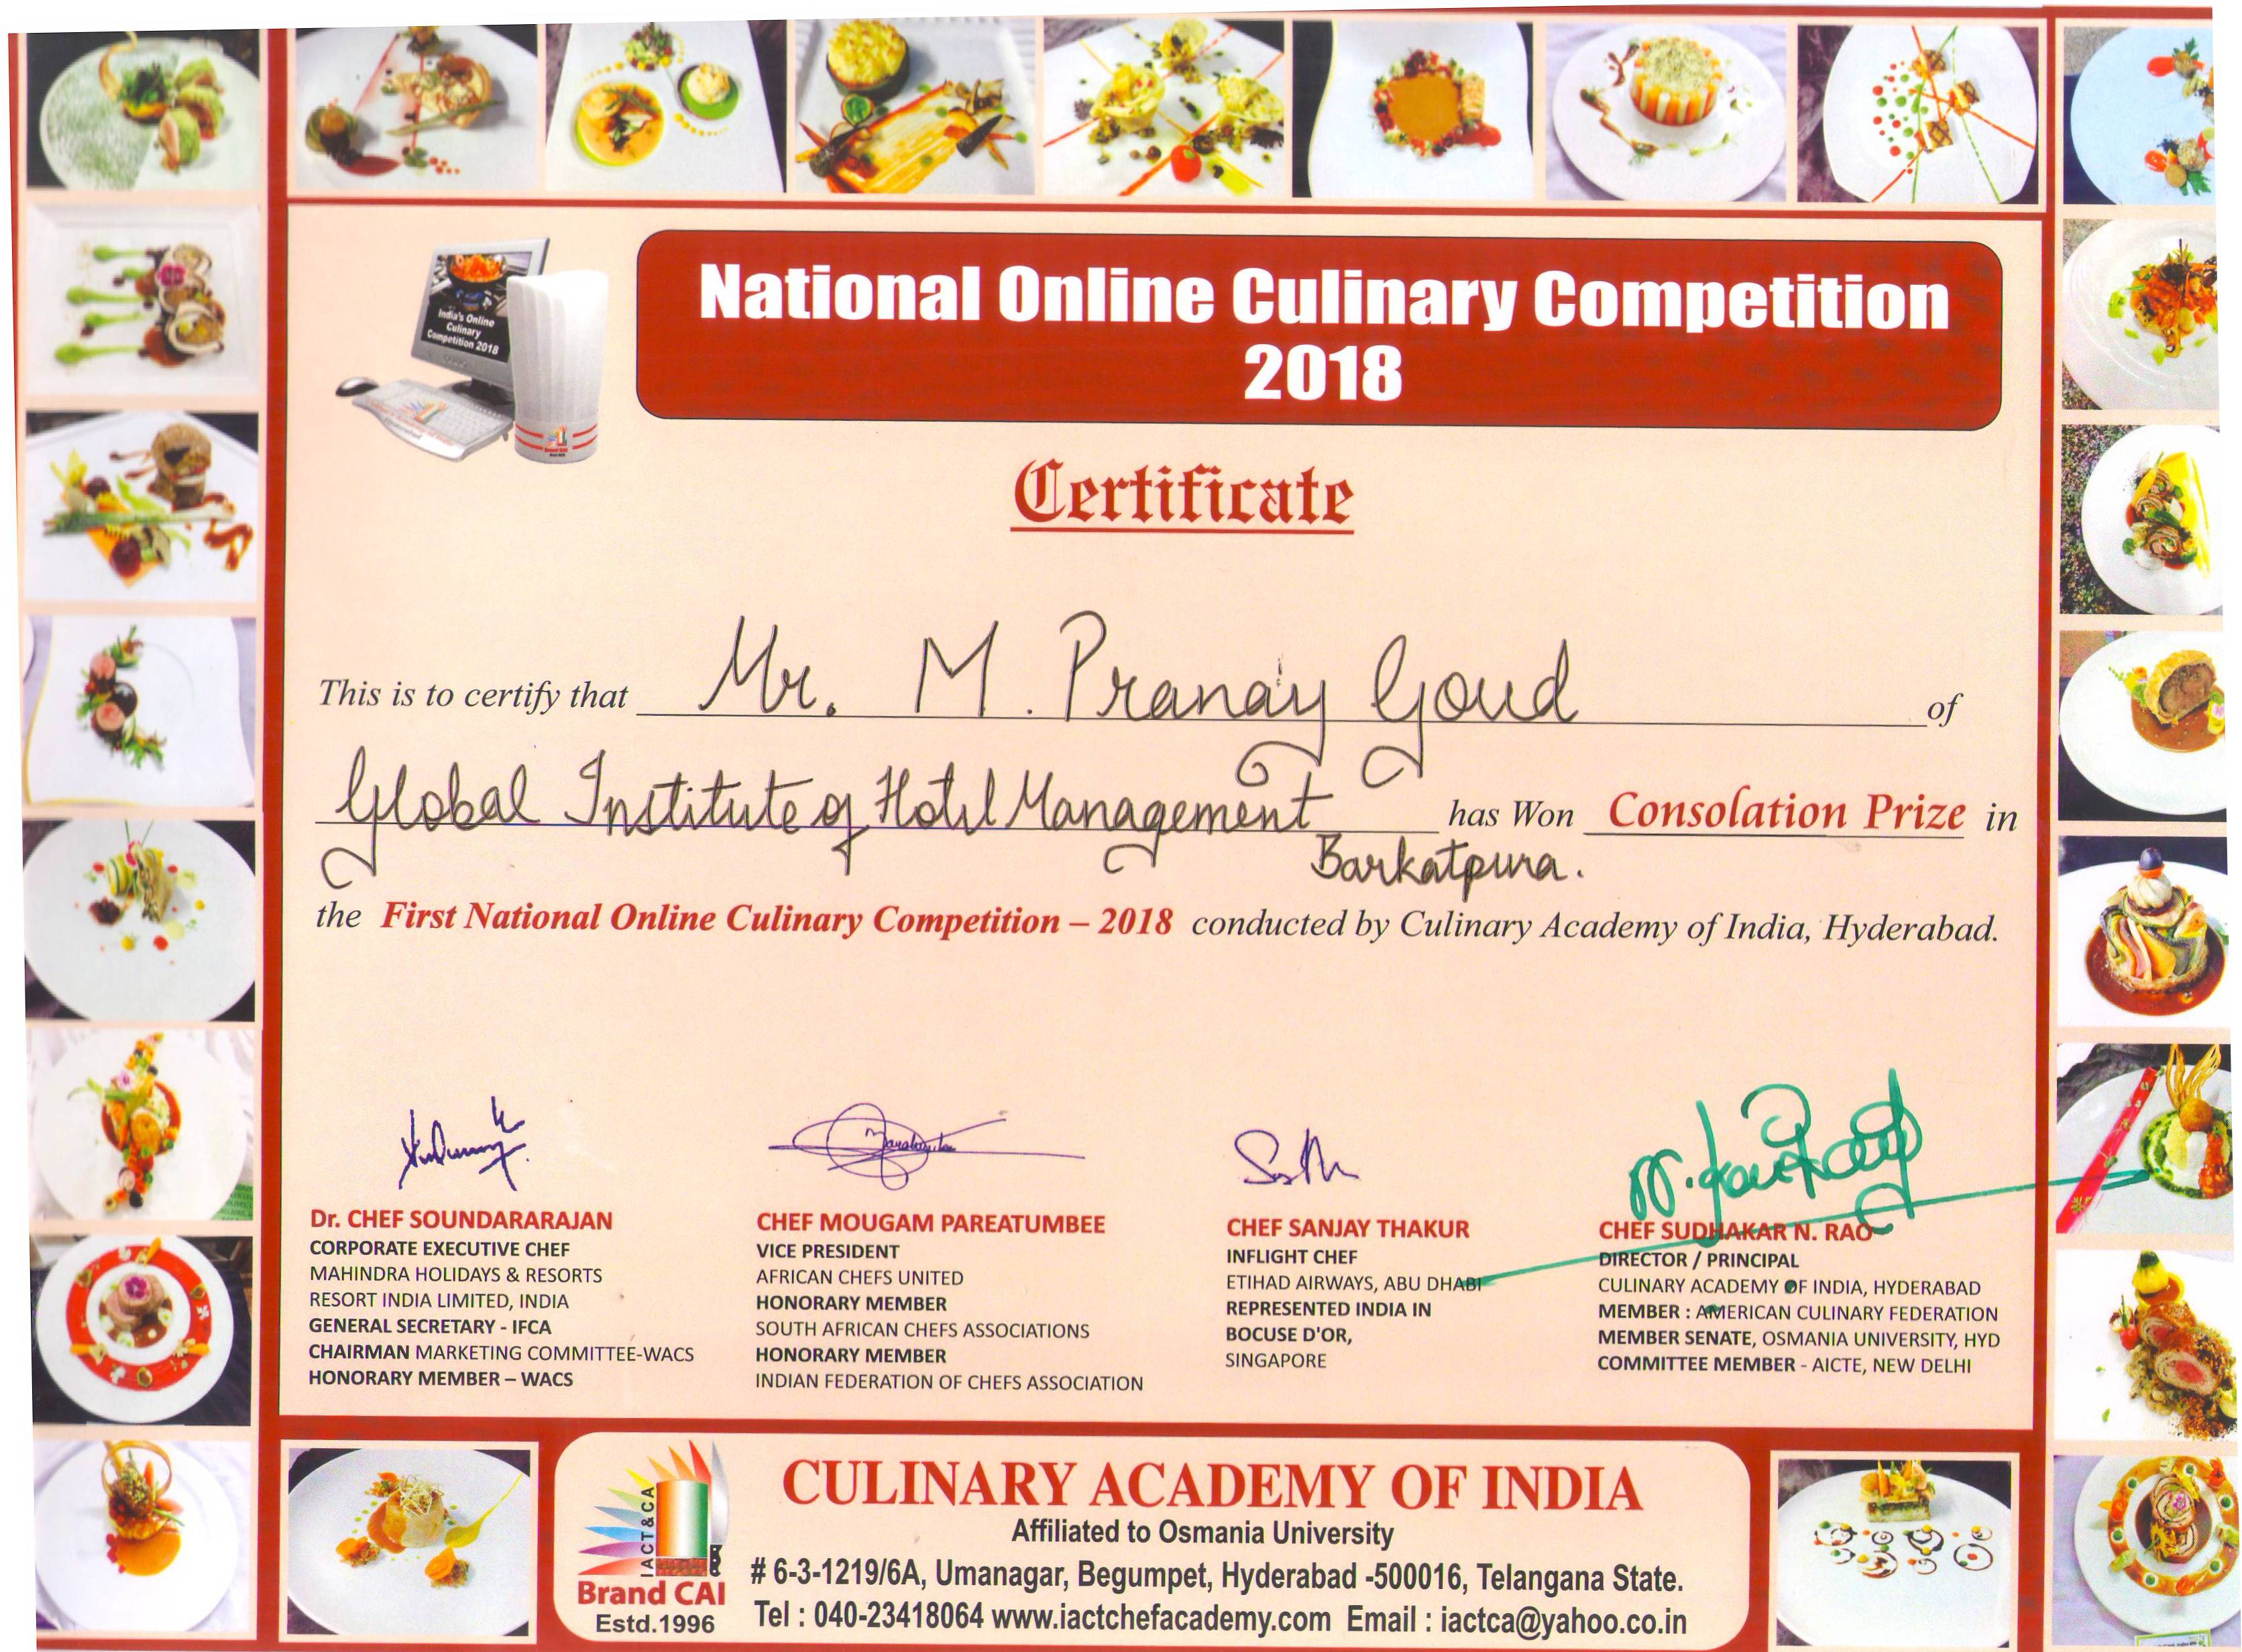 National Online Culinary Competition
2018
India's Online
Culinary
Competition 2018
Certificate
This is to certify that Mr. M. Pranay Goud of
Global Institute of Hotel Management has Won Consolation Prize in
Barkatpura.
the First National Online Culinary Competition – 2018 conducted by Culinary Academy of India, Hyderabad.
Dr. CHEF SOUNDARARAJAN
CORPORATE EXECUTIVE CHEF
MAHINDRA HOLIDAYS & RESORTS
RESORT INDIA LIMITED, INDIA
GENERAL SECRETARY - IFCA
CHAIRMAN MARKETING COMMITTEE-WACS
HONORARY MEMBER – WACS
CHEF MOUGAM PAREATUMBEE
VICE PRESIDENT
AFRICAN CHEFS UNITED
HONORARY MEMBER
SOUTH AFRICAN CHEFS ASSOCIATIONS
HONORARY MEMBER
INDIAN FEDERATION OF CHEFS ASSOCIATION
CHEF SANJAY THAKUR
INFLIGHT CHEF
ETIHAD AIRWAYS, ABU DHABI
REPRESENTED INDIA IN
BOCUSE D'OR,
SINGAPORE
CHEF SUDHAKAR N. RAO
DIRECTOR / PRINCIPAL
CULINARY ACADEMY OF INDIA, HYDERABAD
MEMBER : AMERICAN CULINARY FEDERATION
MEMBER SENATE, OSMANIA UNIVERSITY, HYD
COMMITTEE MEMBER - AICTE, NEW DELHI
IACT&CA
Brand CAI
Estd.1996
CULINARY ACADEMY OF INDIA
Affiliated to Osmania University
# 6-3-1219/6A, Umanagar, Begumpet, Hyderabad -500016, Telangana State.
Tel : 040-23418064 www.iactchefacademy.com Email : iactca@yahoo.co.in